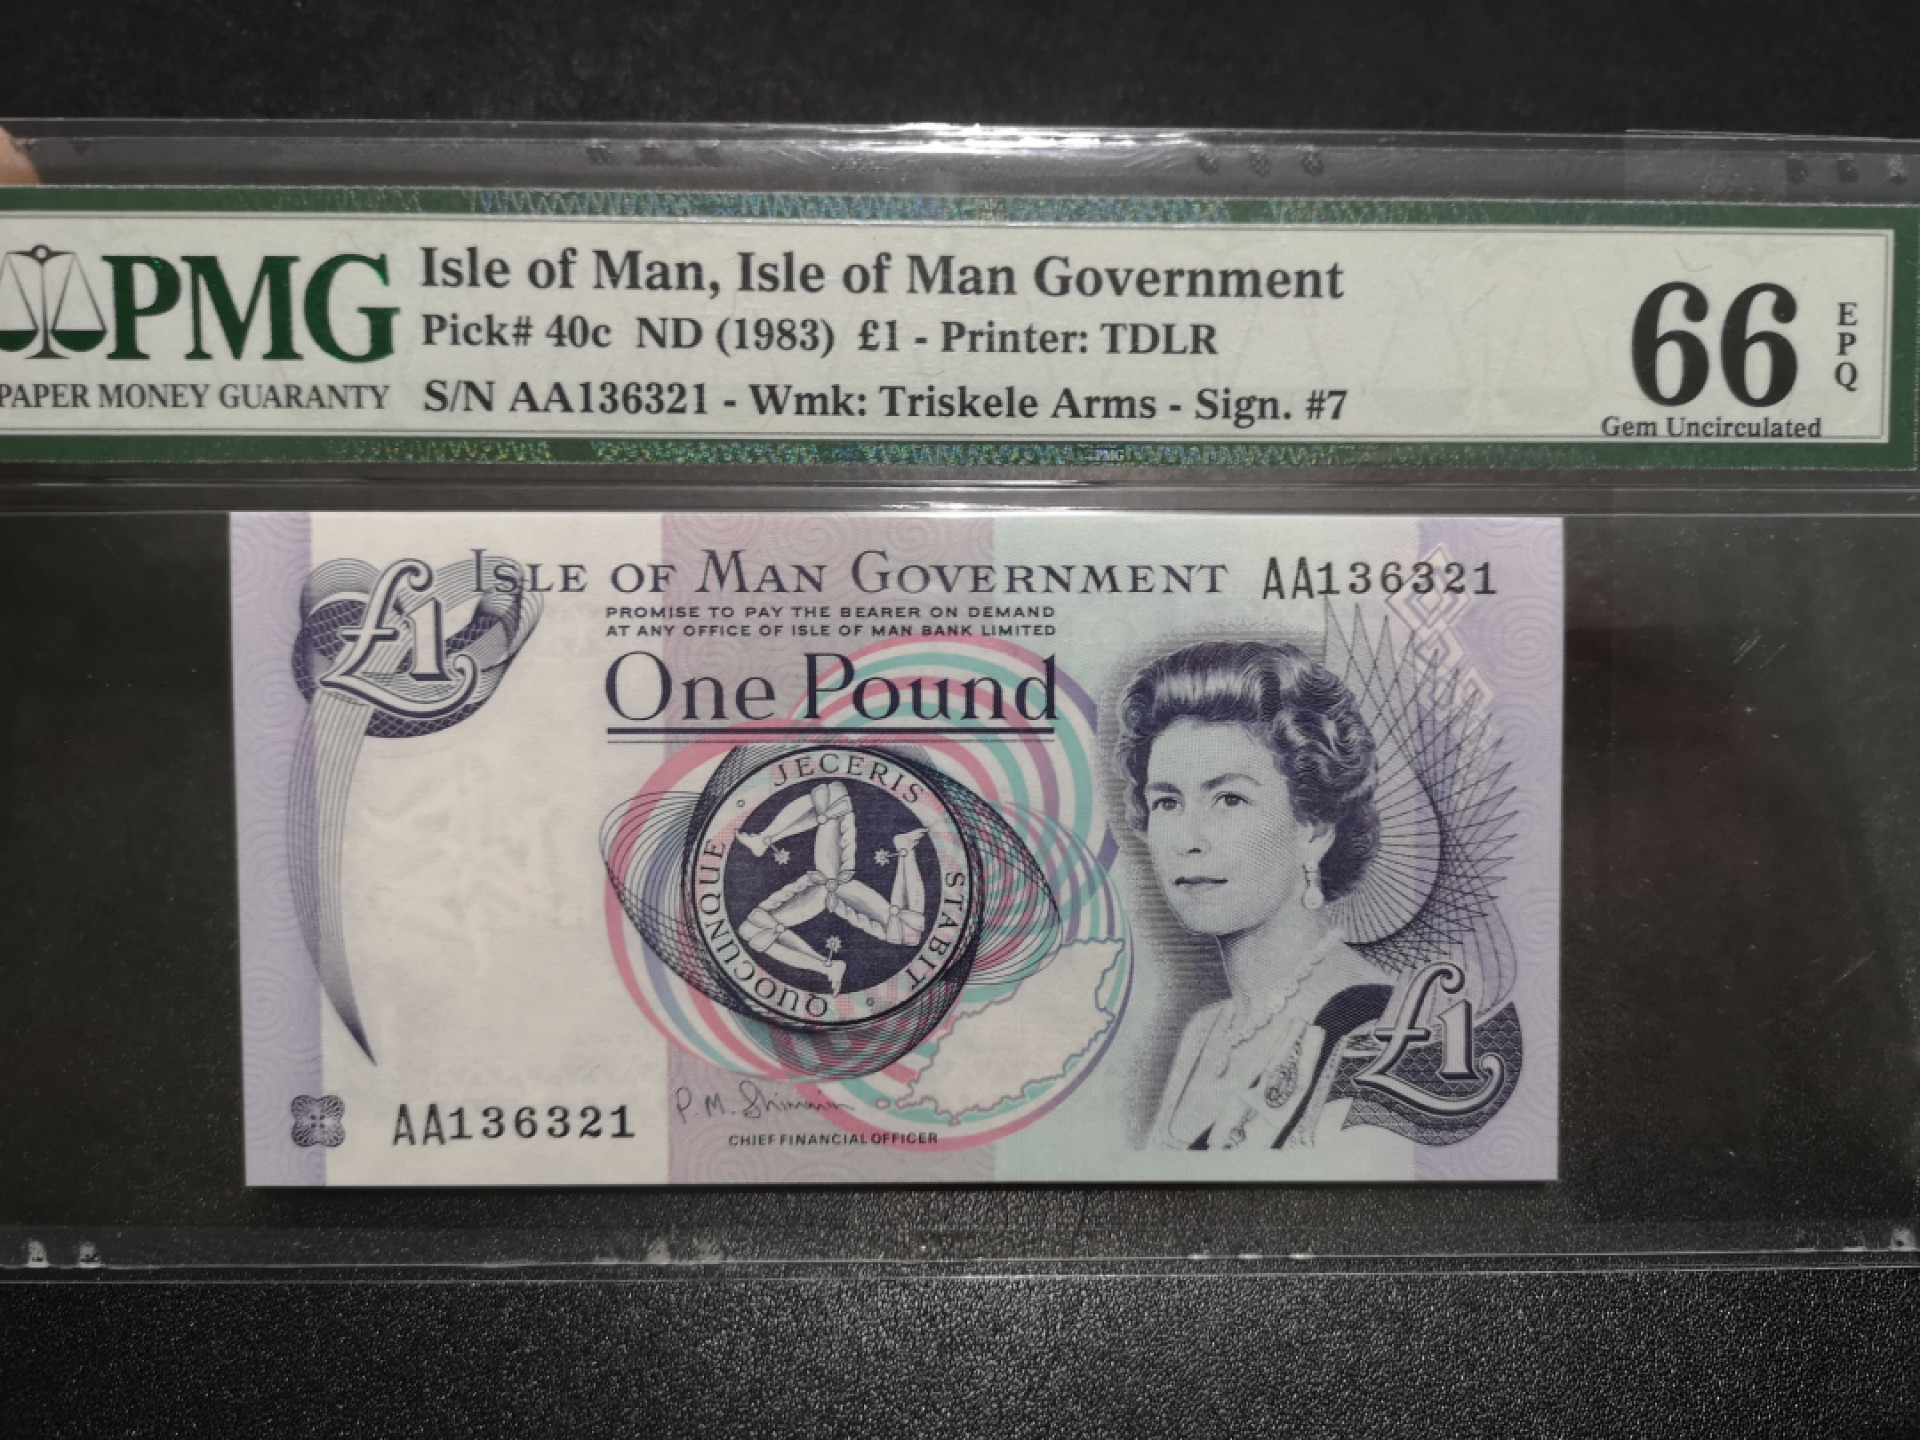 PMG
PAPER MONEY GUARANTY
Isle of Man, Isle of Man Government
Pick# 40c ND (1983) £1 - Printer: TDLR
S/N AA136321 - Wmk: Triskele Arms - Sign. #7
66
EPQ
Gem Uncirculated
PMG
£1
ISLE OF MAN GOVERNMENT
AA136321
PROMISE TO PAY THE BEARER ON DEMAND
AT ANY OFFICE OF ISLE OF MAN BANK LIMITED
One Pound
QUOCUNQUE JECERIS STABIT
£1
AA136321
P.M. Shimmin
CHIEF FINANCIAL OFFICER